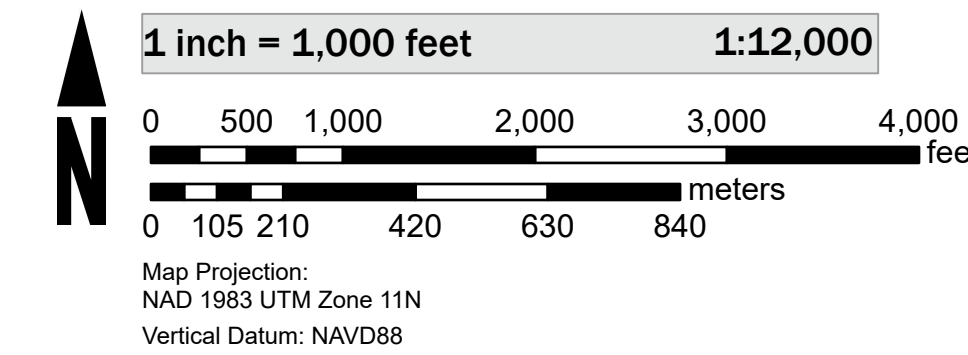 1 inch = 1,000 feet 1:12,000
0 500 1,000 2,000 3,000 4,000
fee
meters
0 105 210 420 630 840
N
Map Projection:
NAD 1983 UTM Zone 11N
Vertical Datum: NAVD88